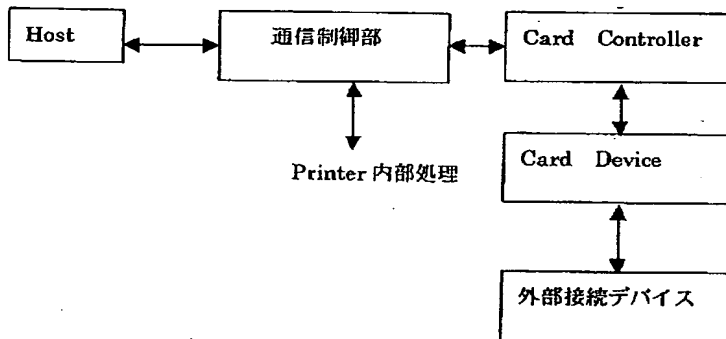 Host
通信制御部
Card Controller
Card Device
Printer 内部処理
外部接続デバイス